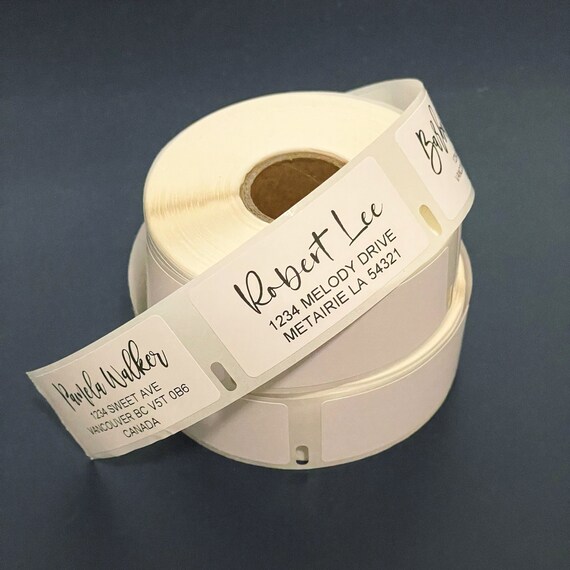 Robert Lee
1234 MELODY DRIVE
METAIRIE LA 54321
Pamela Walker
1234 SWEET AVE
VANCOUVER BC V5T 0B6
CANADA